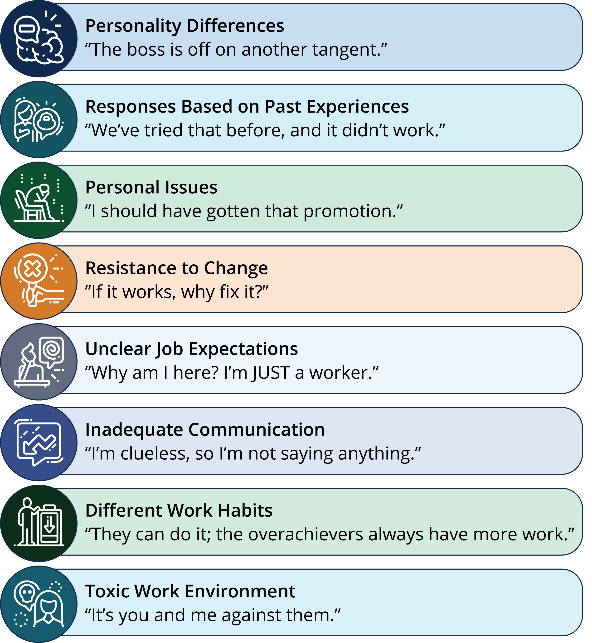 Personality Differences
“The boss is off on another tangent.”
Responses Based on Past Experiences
“We’ve tried that before, and it didn’t work.”
Personal Issues
“I should have gotten that promotion.”
Resistance to Change
“If it works, why fix it?”
Unclear Job Expectations
“Why am I here? I’m JUST a worker.”
Inadequate Communication
“I’m clueless, so I’m not saying anything.”
Different Work Habits
“They can do it; the overachievers always have more work.”
Toxic Work Environment
“It’s you and me against them.”